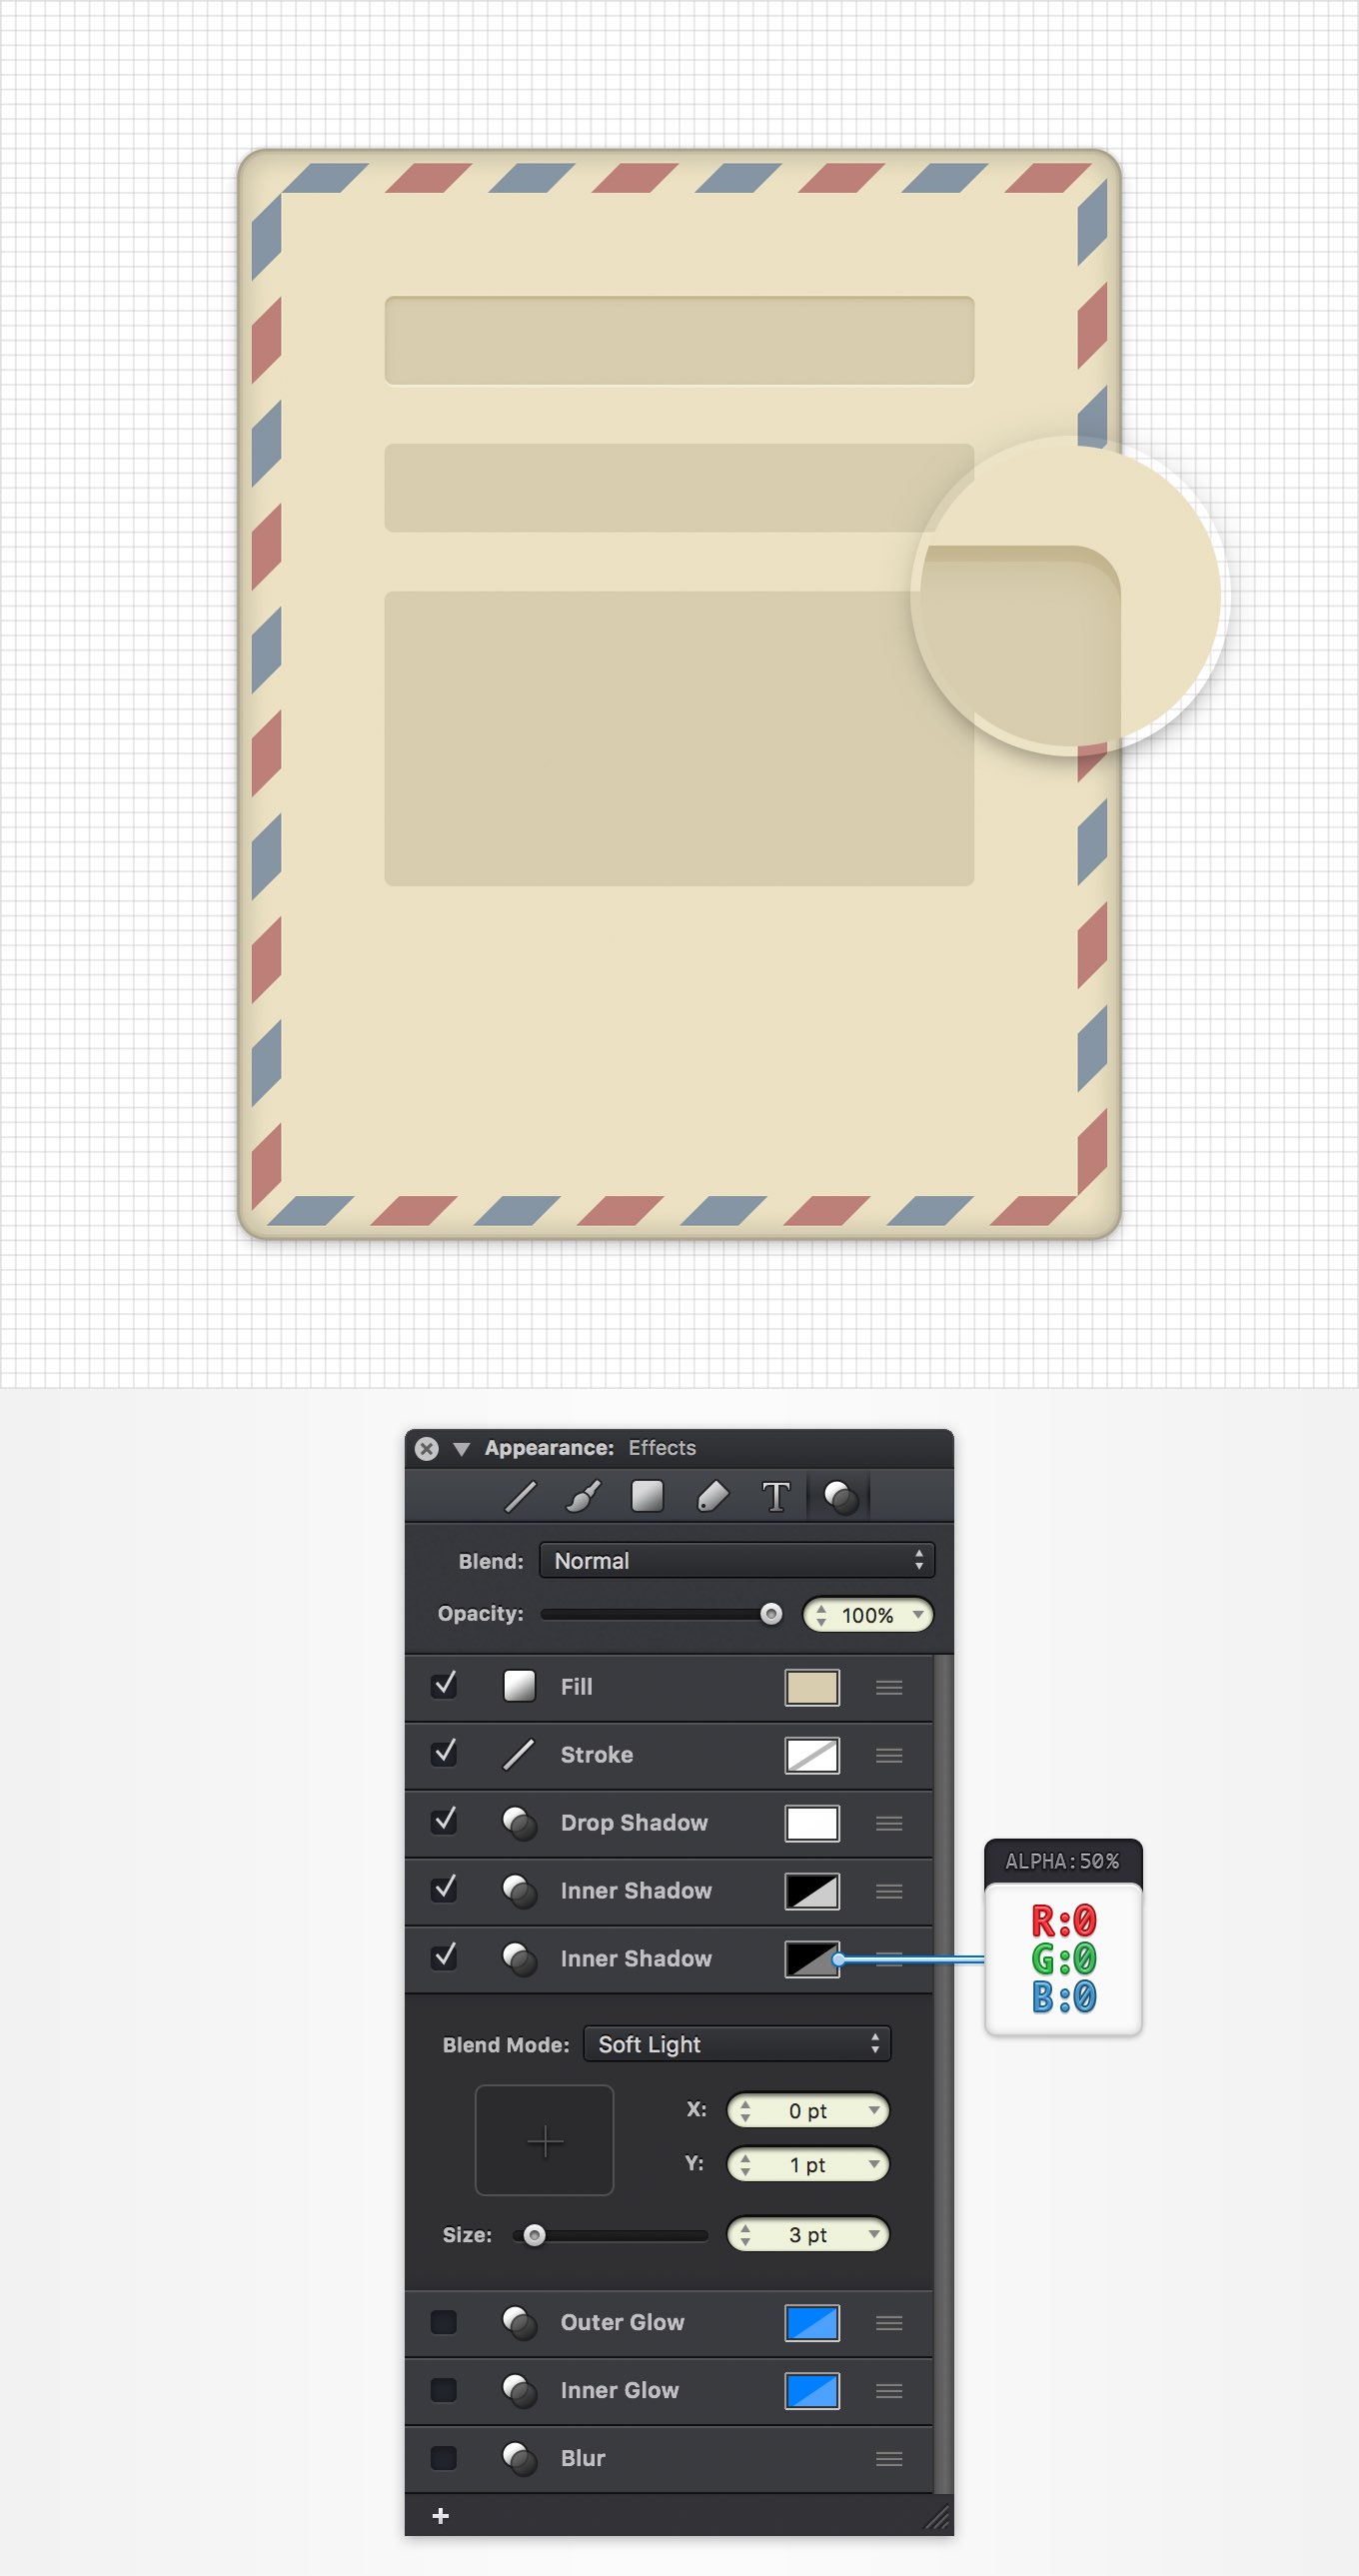 Appearance: Effects
T
Blend: Normal
Opacity: 100%
Fill
Stroke
Drop Shadow
Inner Shadow
Inner Shadow
ALPHA:50%
R:0
G:0
B:0
Blend Mode: Soft Light
X: 0 pt
Y: 1 pt
Size: 3 pt
Outer Glow
Inner Glow
Blur
+